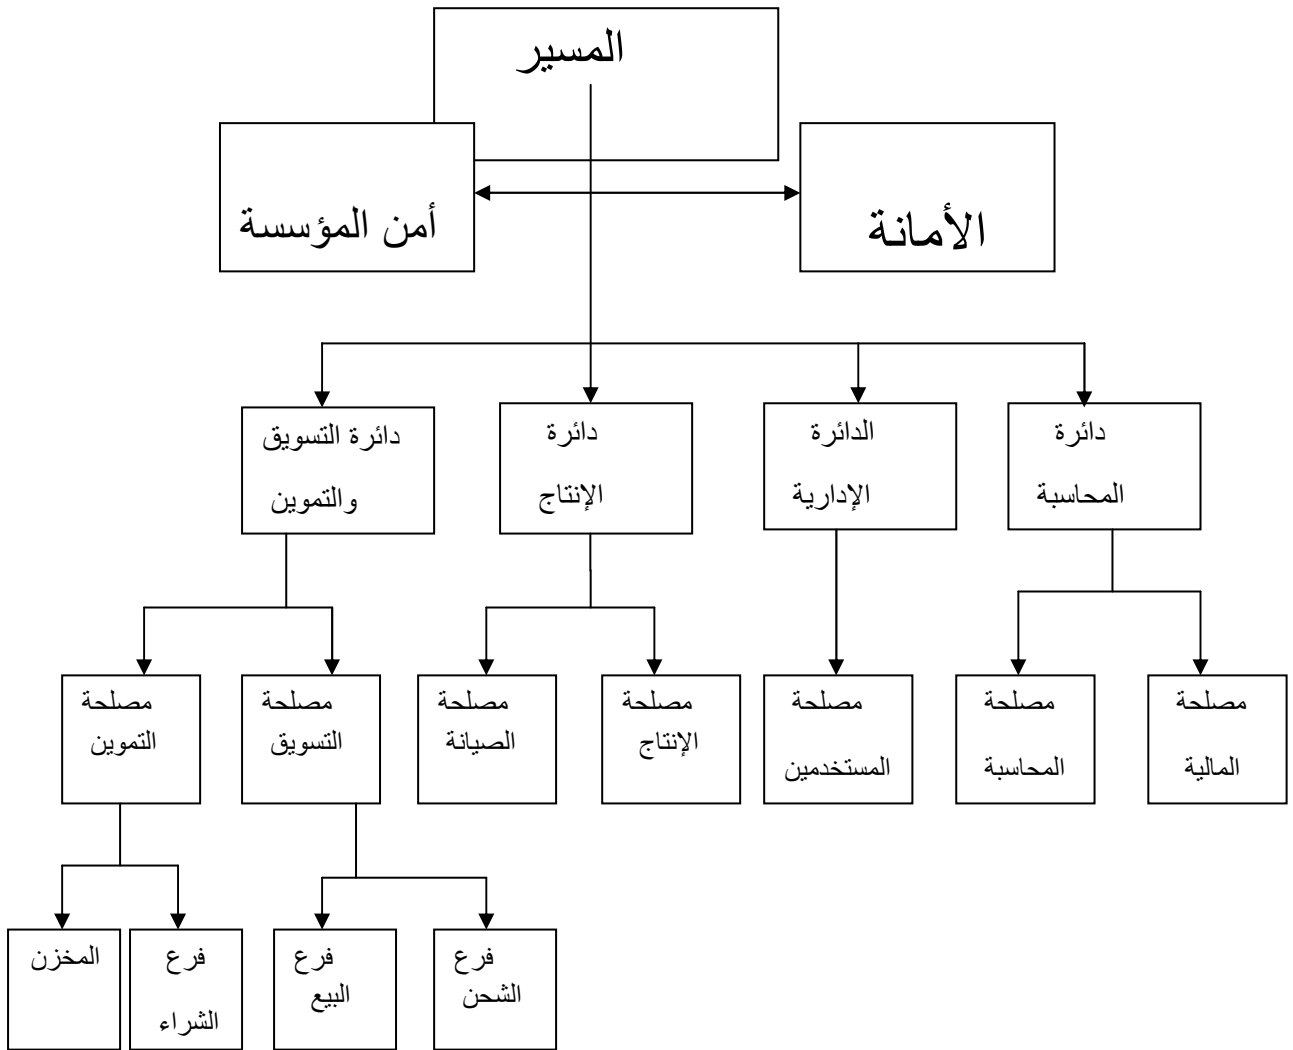 المسير
الأمانة
أمن المؤسسة
دائرة
المحاسبة
الدائرة
الإدارية
دائرة
الإنتاج
دائرة التسويق
والتموين
مصلحة
المالية
مصلحة
المحاسبة
مصلحة
المستخدمين
مصلحة
الإنتاج
مصلحة
الصيانة
مصلحة
التسويق
مصلحة
التموين
فرع
الشحن
فرع
البيع
فرع
الشراء
المخزن